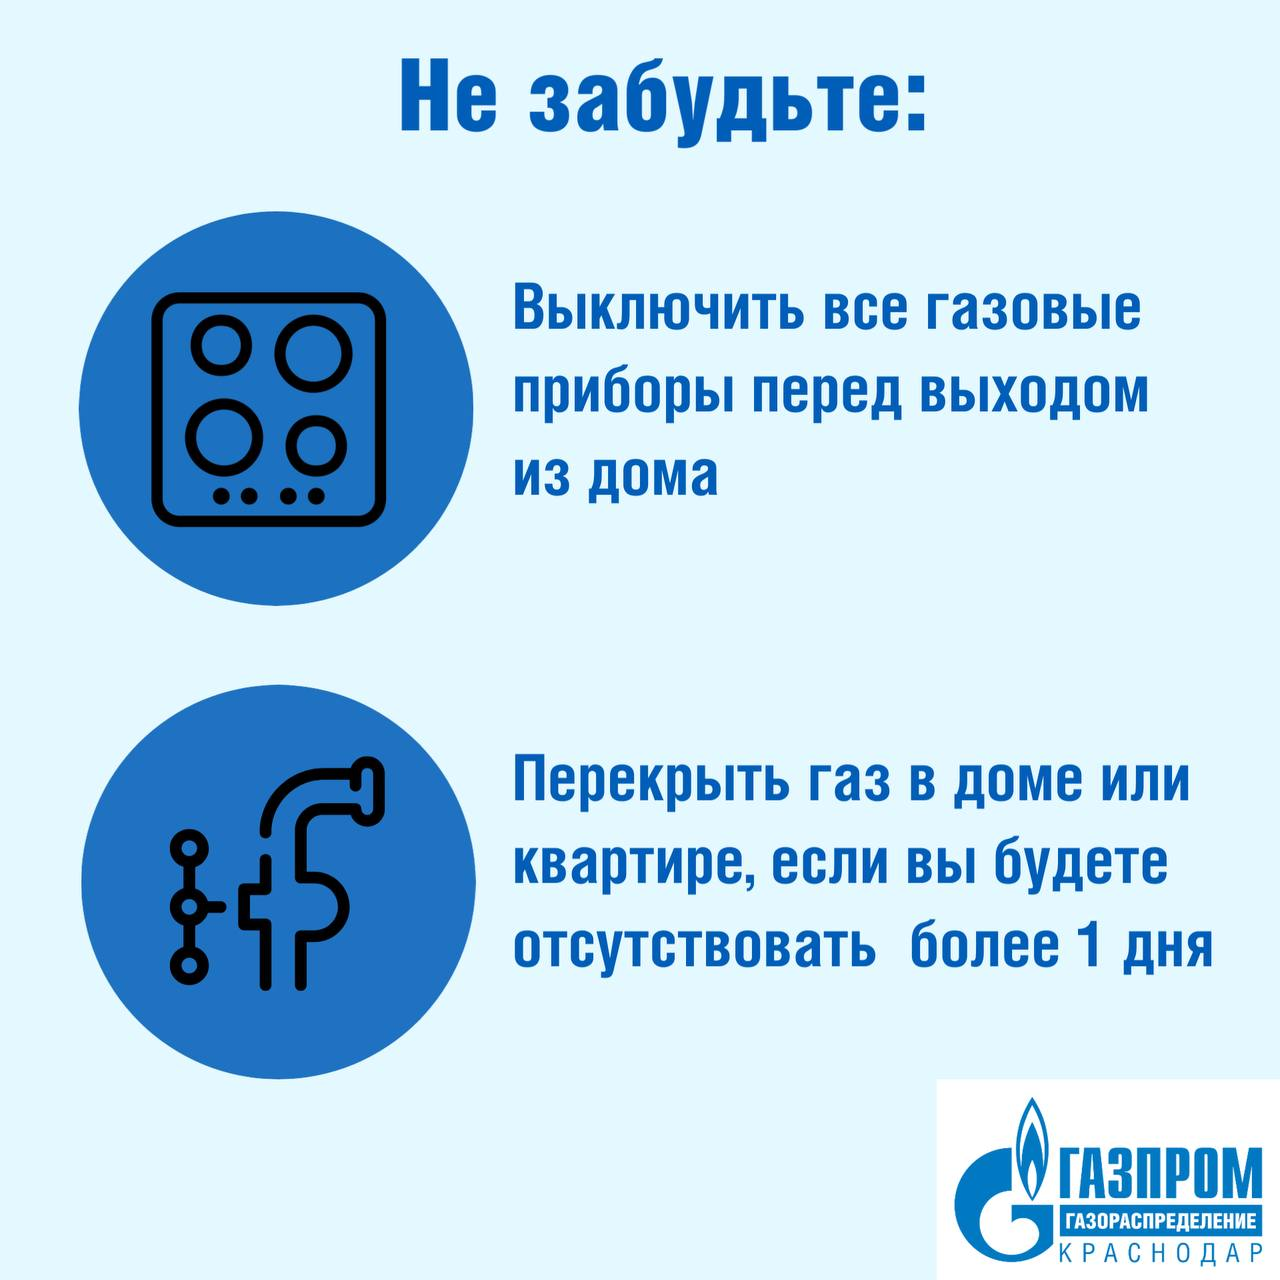 Не забудьте:
Выключить все газовые
приборы перед выходом
из дома
Перекрыть газ в доме или
квартире, если вы будете
отсутствовать  более 1 дня
ГАЗПРОМ
ГАЗОРАСПРЕДЕЛЕНИЕ
КРАСНОДАР